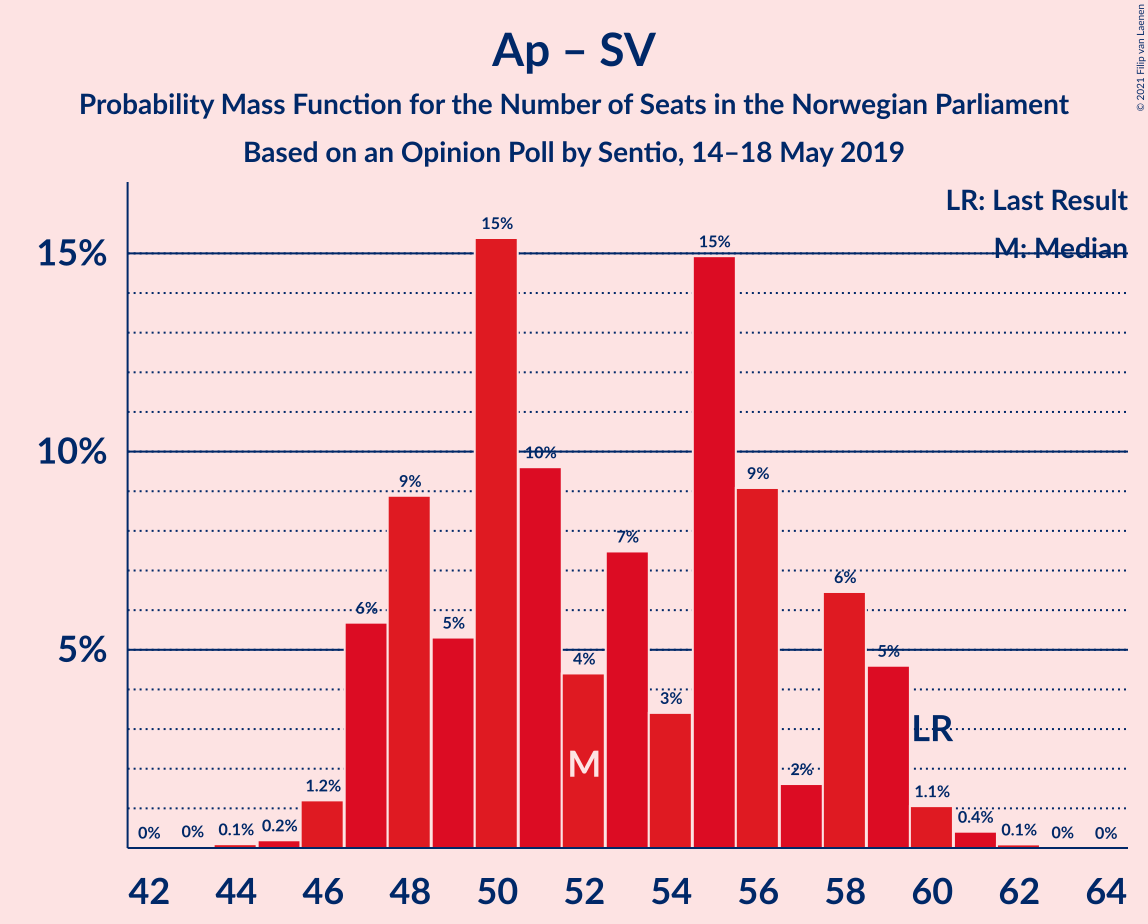 Ap – SV
Probability Mass Function for the Number of Seats in the Norwegian Parliament
Based on an Opinion Poll by Sentio, 14–18 May 2019
© 2021 Filip van Laenen
LR: Last Result
M: Median
15%
10%
5%
0%
0%
0.1%
0.2%
1.2%
6%
9%
5%
15%
10%
4%
7%
3%
15%
9%
2%
6%
5%
1.1%
0.4%
0.1%
0%
0%
M
LR
42 44 46 48 50 52 54 56 58 60 62 64